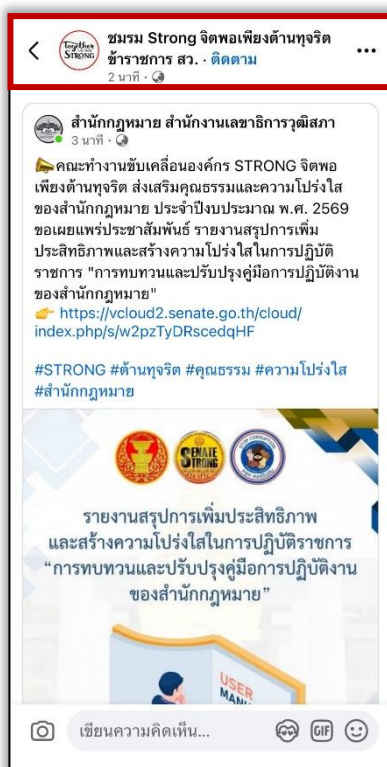 Together
STRONG
ชมรม Strong จิตพอเพียงต้านทุจริต
ข้าราชการ สว. · ติดตาม
2 นาที
สำนักกฎหมาย สำนักงานเลขาธิการวุฒิสภา
3 นาที
คณะทำงานขับเคลื่อนองค์กร STRONG จิตพอ
เพียงต้านทุจริต ส่งเสริมคุณธรรมและความโปร่งใส
ของสำนักกฎหมาย ประจำปีงบประมาณ พ.ศ. 2569
ขอเผยแพร่ประชาสัมพันธ์ รายงานสรุปการเพิ่ม
ประสิทธิภาพและสร้างความโปร่งใสในการปฏิบัติ
ราชการ "การทบทวนและปรับปรุงคู่มือการปฏิบัติงาน
ของสำนักกฎหมาย"
https://vcloud2.senate.go.th/cloud/
index.php/s/w2pzTyDRscedqHF
#STRONG #ต้านทุจริต #คุณธรรม #ความโปร่งใส
#สำนักกฎหมาย
SENATE
STRONG
รายงานสรุปการเพิ่มประสิทธิภาพ
และสร้างความโปร่งใสในการปฏิบัติราชการ
“การทบทวนและปรับปรุงคู่มือการปฏิบัติงาน
ของสำนักกฎหมาย”
USER
เขียนความคิดเห็น...
GIF